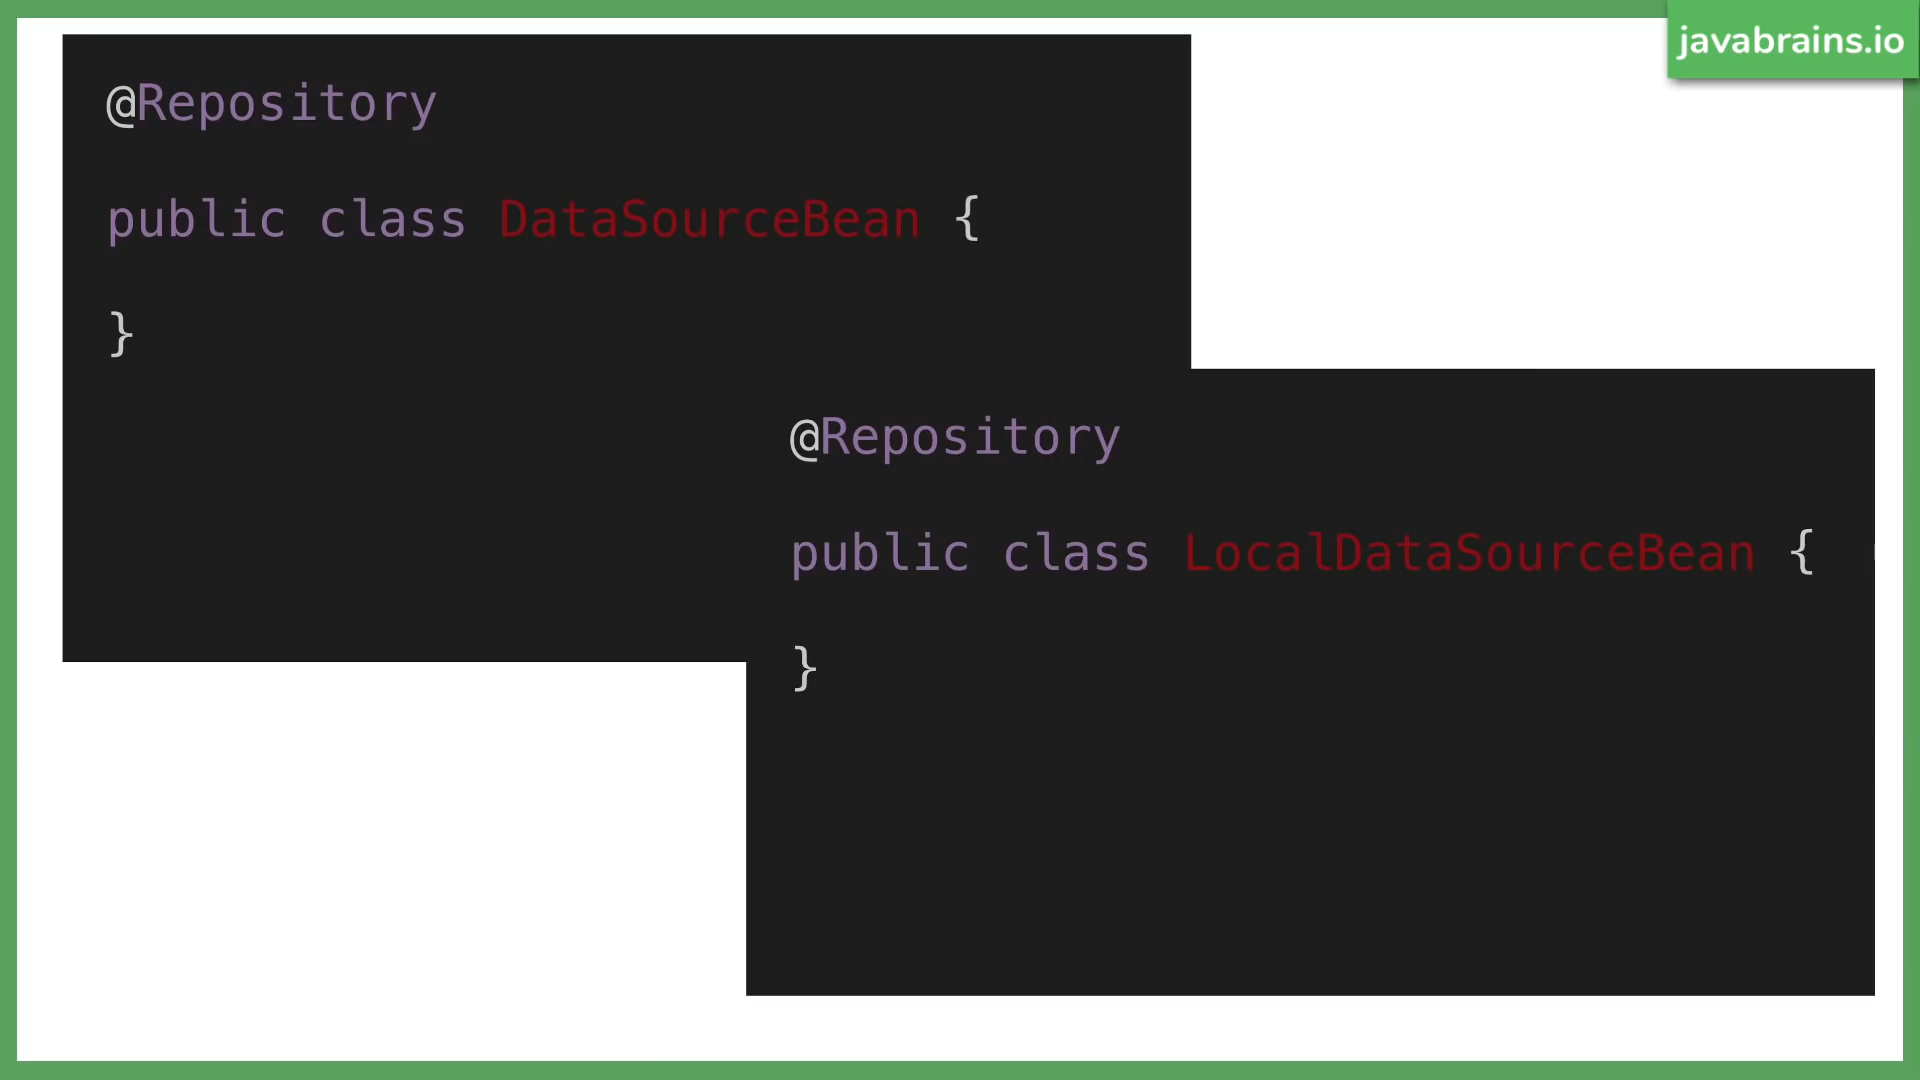 javabrains.io
@Repository
public class DataSourceBean {
}
@Repository
public class LocalDataSourceBean {
}